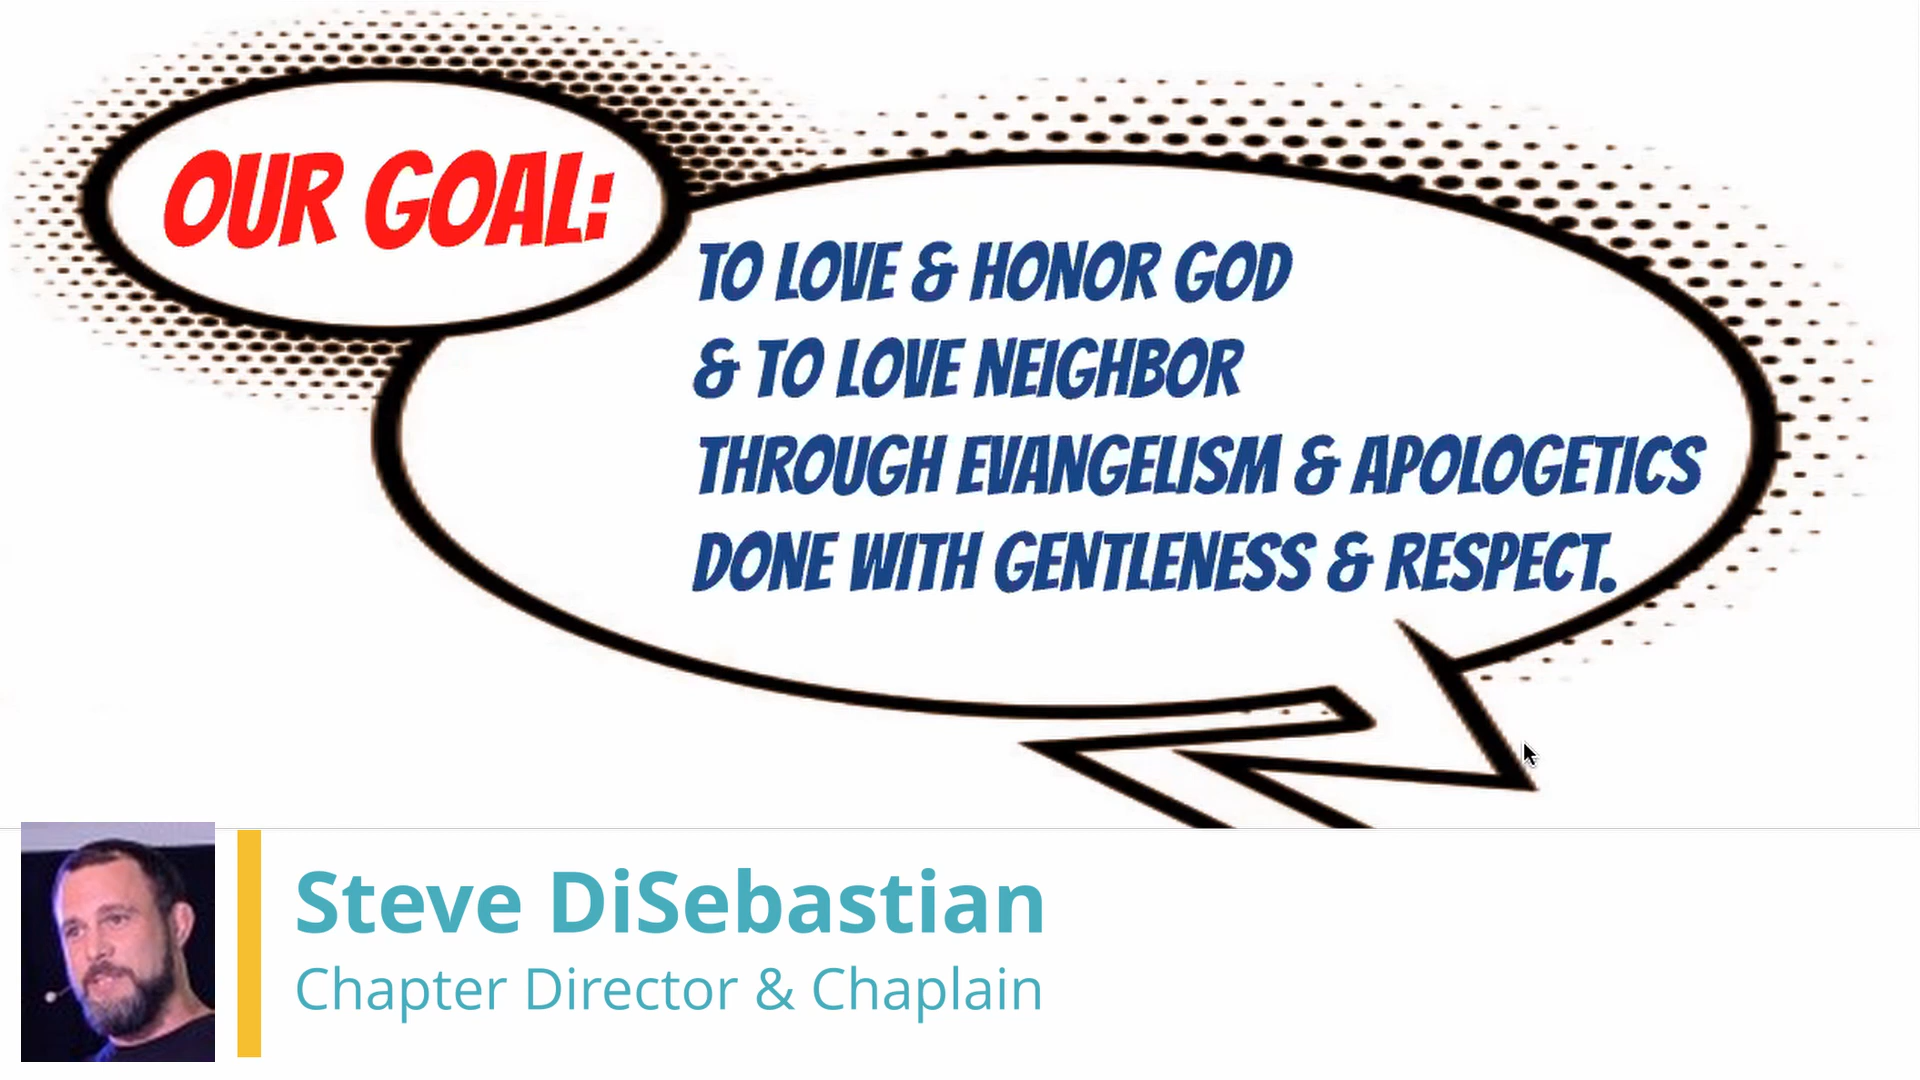 OUR GOAL:
TO LOVE & HONOR GOD
& TO LOVE NEIGHBOR
THROUGH EVANGELISM & APOLOGETICS
DONE WITH GENTLENESS & RESPECT.
Steve DiSebastian
Chapter Director & Chaplain